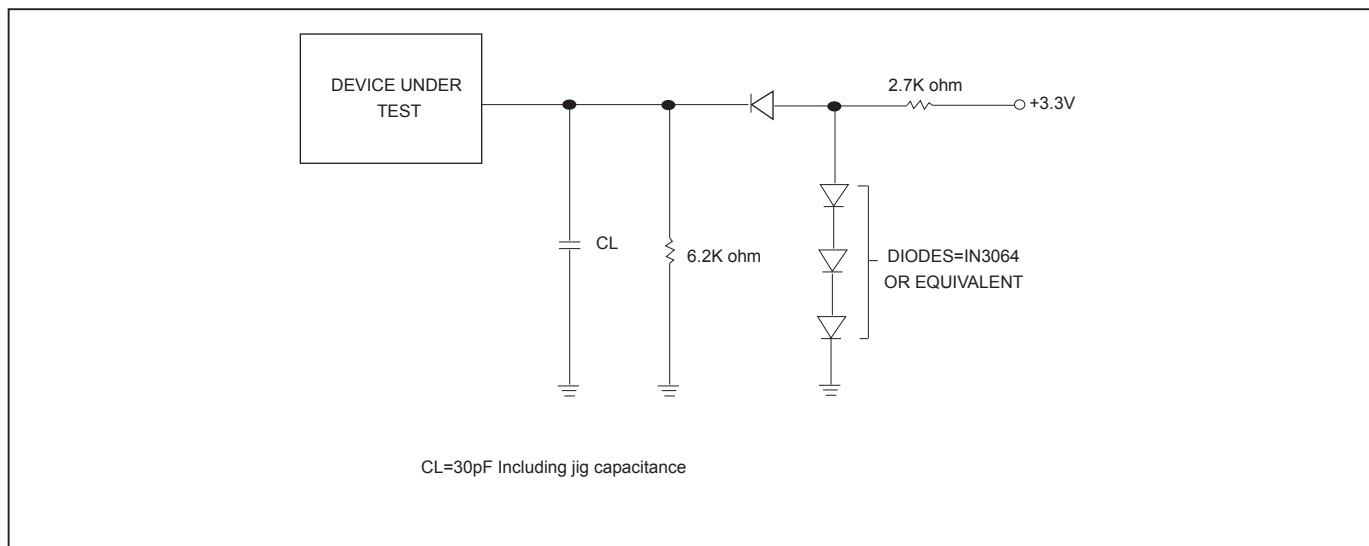 DEVICE UNDER
TEST
2.7K ohm
+3.3V
CL
6.2K ohm
DIODES=IN3064
OR EQUIVALENT
CL=30pF Including jig capacitance